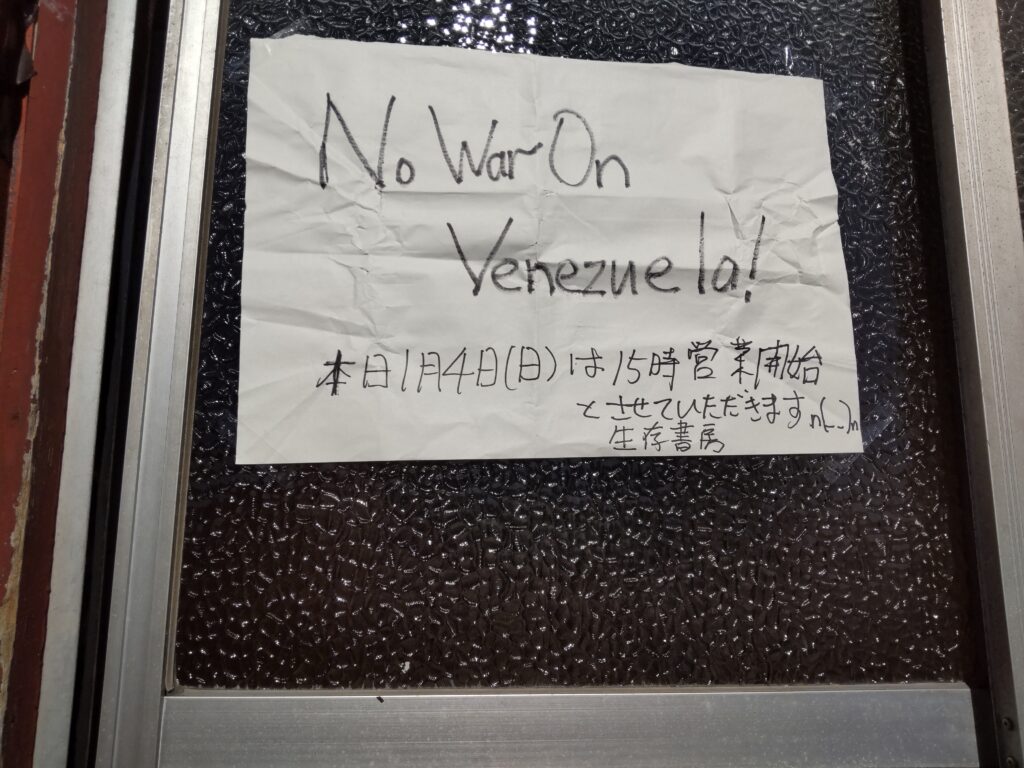 No War On
Venezuela!
本日1月4日(日)は15時営業開始
とさせていただきますm(_ _)m
生存書房